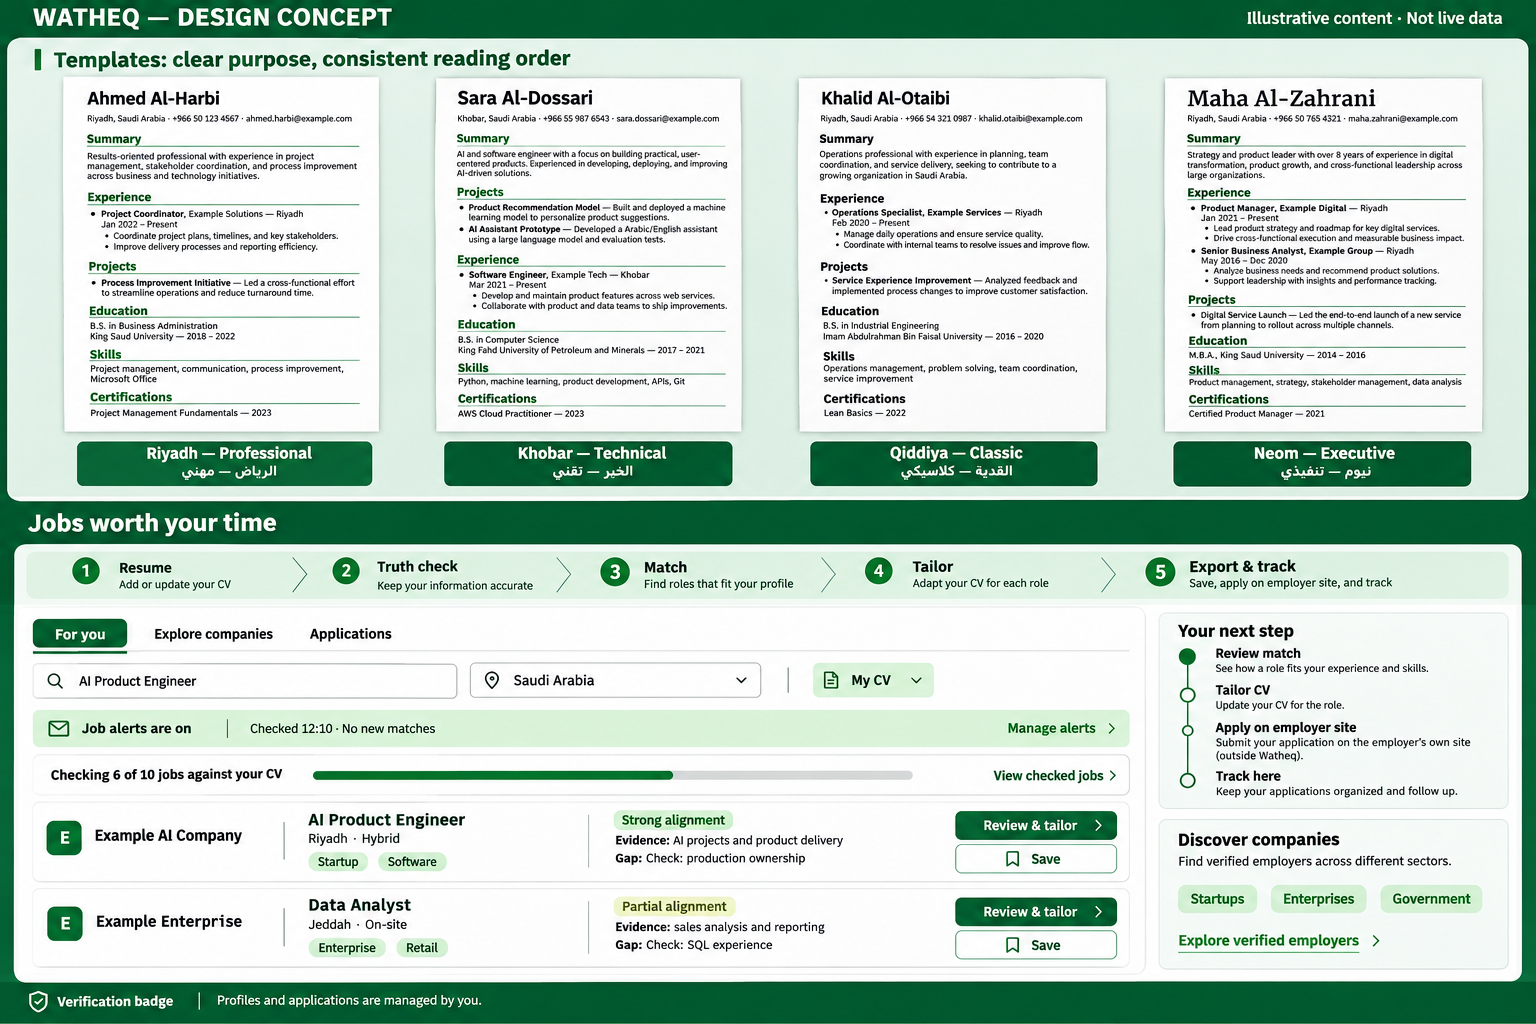 WATHEQ — DESIGN CONCEPT
Illustrative content · Not live data
Templates: clear purpose, consistent reading order
Ahmed Al-Harbi
Riyadh, Saudi Arabia · +966 50 123 4567 · ahmed.harbi@example.com
Summary
Results-oriented professional with experience in project
management, stakeholder coordination, and process improvement
across business and technology initiatives.
Experience
• Project Coordinator, Example Solutions — Riyadh
Jan 2022 – Present
• Coordinate project plans, timelines, and key stakeholders.
• Improve delivery processes and reporting efficiency.
Projects
• Process Improvement Initiative — Led a cross-functional effort
to streamline operations and reduce turnaround time.
Education
B.S. in Business Administration
King Saud University — 2018 – 2022
Skills
Project management, communication, process improvement,
Microsoft Office
Certifications
Project Management Fundamentals — 2023
Riyadh — Professional
الرياض — مهني
Sara Al-Dossari
Khobar, Saudi Arabia · +966 55 987 6543 · sara.dossari@example.com
Summary
AI and software engineer with a focus on building practical, user-
centered products. Experienced in developing, deploying, and improving
AI-driven solutions.
Projects
• Product Recommendation Model — Built and deployed a machine
learning model to personalize product suggestions.
• AI Assistant Prototype — Developed a Arabic/English assistant
using a large language model and evaluation tests.
Experience
• Software Engineer, Example Tech — Khobar
Mar 2021 – Present
• Develop and maintain product features across web services.
• Collaborate with product and data teams to ship improvements.
Education
B.S. in Computer Science
King Fahd University of Petroleum and Minerals — 2017 – 2021
Skills
Python, machine learning, product development, APIs, Git
Certifications
AWS Cloud Practitioner — 2023
Khobar — Technical
الخبر — تقني
Khalid Al-Otaibi
Riyadh, Saudi Arabia · +966 54 321 0987 · khalid.otaibi@example.com
Summary
Operations professional with experience in planning, team
coordination, and service delivery, seeking to contribute to a
growing organization in Saudi Arabia.
Experience
• Operations Specialist, Example Services — Riyadh
Feb 2020 – Present
• Manage daily operations and ensure service quality.
• Coordinate with internal teams to resolve issues and improve flow.
Projects
• Service Experience Improvement — Analyzed feedback and
implemented process changes to improve customer satisfaction.
Education
B.S. in Industrial Engineering
Imam Abdulrahman Bin Faisal University — 2016 – 2020
Skills
Operations management, problem solving, team coordination,
service improvement
Certifications
Lean Basics — 2022
Qiddiya — Classic
القدية — كلاسيكي
Maha Al-Zahrani
Riyadh, Saudi Arabia · +966 50 765 4321 · maha.zahrani@example.com
Summary
Strategy and product leader with over 8 years of experience in digital
transformation, product growth, and cross-functional leadership across
large organizations.
Experience
• Product Manager, Example Digital — Riyadh
Jan 2021 – Present
• Lead product strategy and roadmap for key digital services.
• Drive cross-functional execution and measurable business impact.
• Senior Business Analyst, Example Group — Riyadh
May 2016 – Dec 2020
• Analyze business needs and recommend product solutions.
• Support leadership with insights and performance tracking.
Projects
• Digital Service Launch — Led the end-to-end launch of a new service
from planning to rollout across multiple channels.
Education
M.B.A., King Saud University — 2014 – 2016
Skills
Product management, strategy, stakeholder management, data analysis
Certifications
Certified Product Manager — 2021
Neom — Executive
نيوم — تنفيذي
Jobs worth your time
1 Resume
Add or update your CV
2 Truth check
Keep your information accurate
3 Match
Find roles that fit your profile
4 Tailor
Adapt your CV for each role
5 Export & track
Save, apply on employer site, and track
For you
Explore companies
Applications
AI Product Engineer
Saudi Arabia
My CV
Job alerts are on
Checked 12:10 · No new matches
Manage alerts
Checking 6 of 10 jobs against your CV
View checked jobs
E
Example AI Company
AI Product Engineer
Riyadh · Hybrid
Startup
Software
Strong alignment
Evidence: AI projects and product delivery
Gap: Check: production ownership
Review & tailor
Save
E
Example Enterprise
Data Analyst
Jeddah · On-site
Enterprise
Retail
Partial alignment
Evidence: sales analysis and reporting
Gap: Check: SQL experience
Review & tailor
Save
Your next step
Review match
See how a role fits your experience and skills.
Tailor CV
Update your CV for the role.
Apply on employer site
Submit your application on the employer's own site
(outside Watheq).
Track here
Keep your applications organized and follow up.
Discover companies
Find verified employers across different sectors.
Startups
Enterprises
Government
Explore verified employers
Verification badge
Profiles and applications are managed by you.